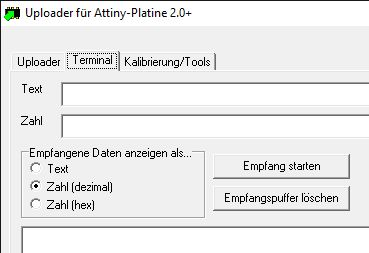 Uploader für Attiny-Platine 2.0+
Uploader Terminal Kalibrierung/Tools
Text
Zahl
Empfangene Daten anzeigen als...
Text
Zahl (dezimal)
Zahl (hex)
Empfang starten
Empfangspuffer löschen